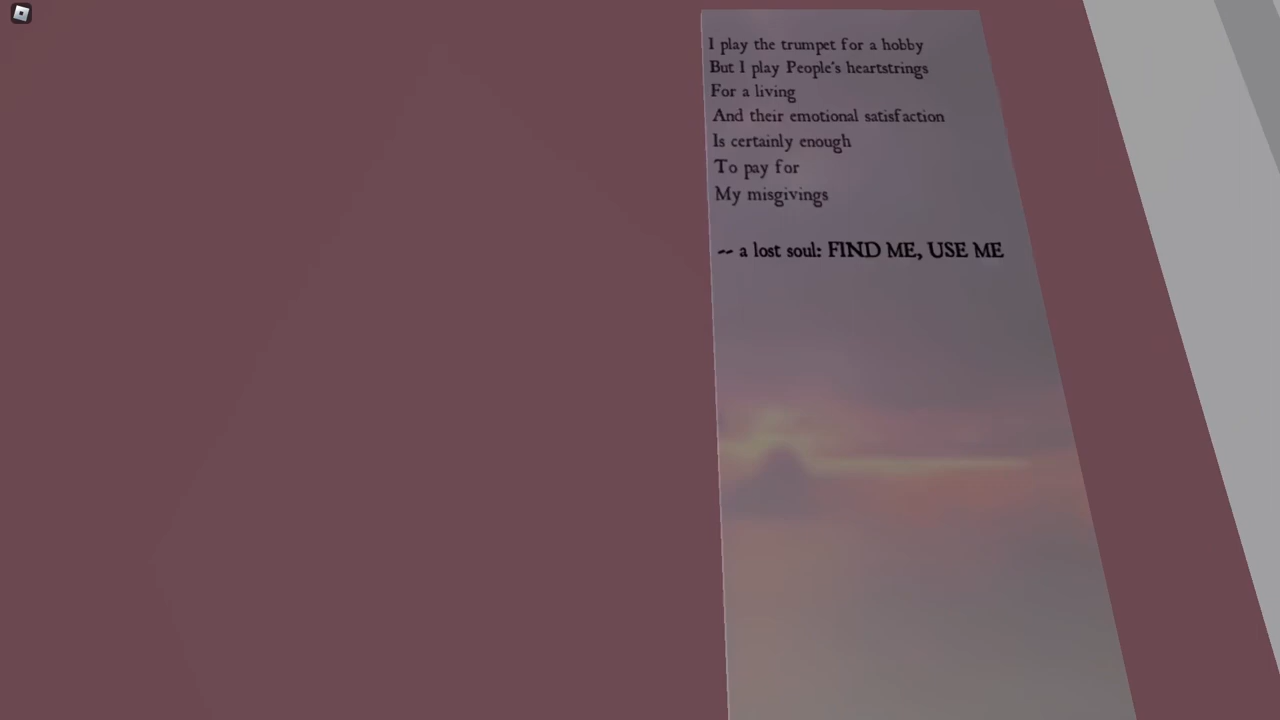 I play the trumpet for a hobby
But I play People's heartstrings
For a living
And their emotional satisfaction
Is certainly enough
To pay for
My misgivings
-- a lost soul: FIND ME, USE ME